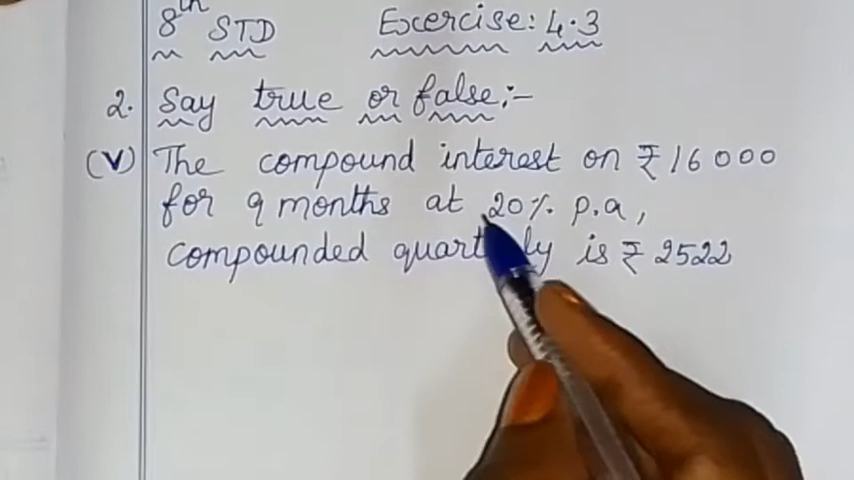 8th STD Exercise: 4.3
2. Say true or false:-
(v) The compound interest on ₹ 16000
for 9 months at 20% p.a,
compounded is ₹ 2522